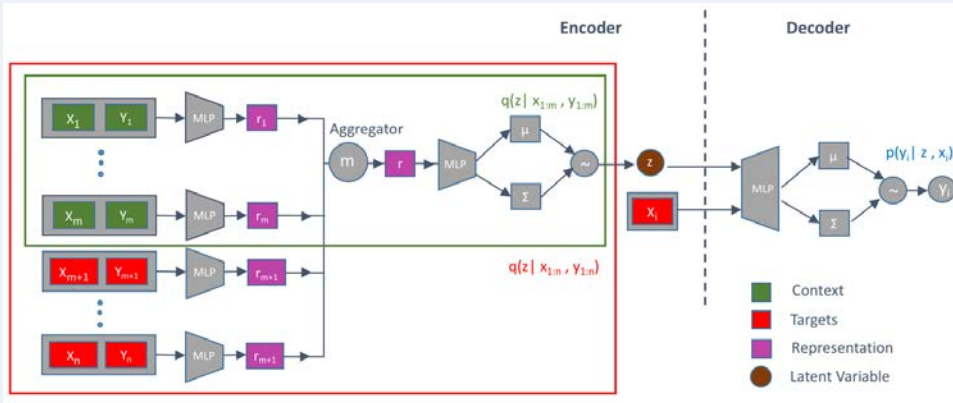 Encoder
Decoder
q(z| x1:m , y1:m)
X1
Y1
MLP
r1
Aggregator
m
r
MLP
μ
Σ
~
z
Xi
MLP
μ
Σ
~
p(yi| z , xi)
yi
Xm
Ym
MLP
rm
q(z| x1:n , y1:n)
Xm+1
Ym+1
MLP
rm+1
Xn
Yn
MLP
rm+1
Context
Targets
Representation
Latent Variable